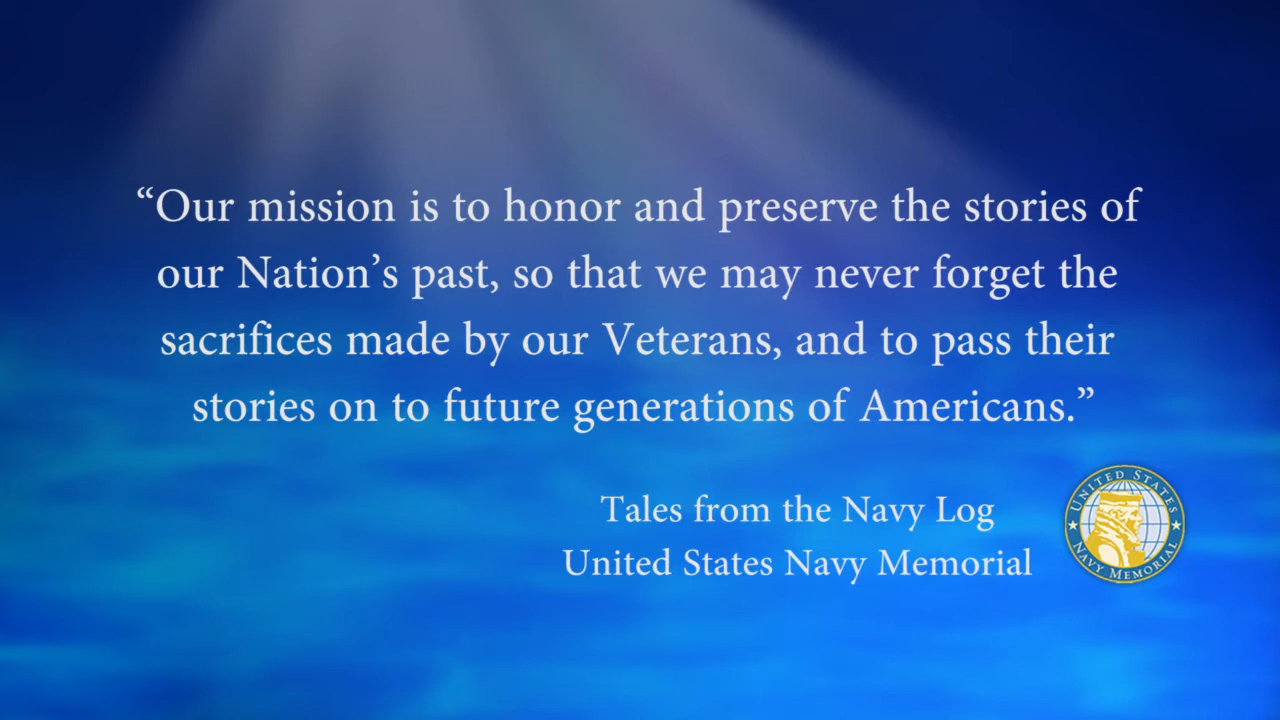 “Our mission is to honor and preserve the stories of
our Nation’s past, so that we may never forget the
sacrifices made by our Veterans, and to pass their
stories on to future generations of Americans.”
Tales from the Navy Log
United States Navy Memorial
UNITED STATES
NAVY MEMORIAL